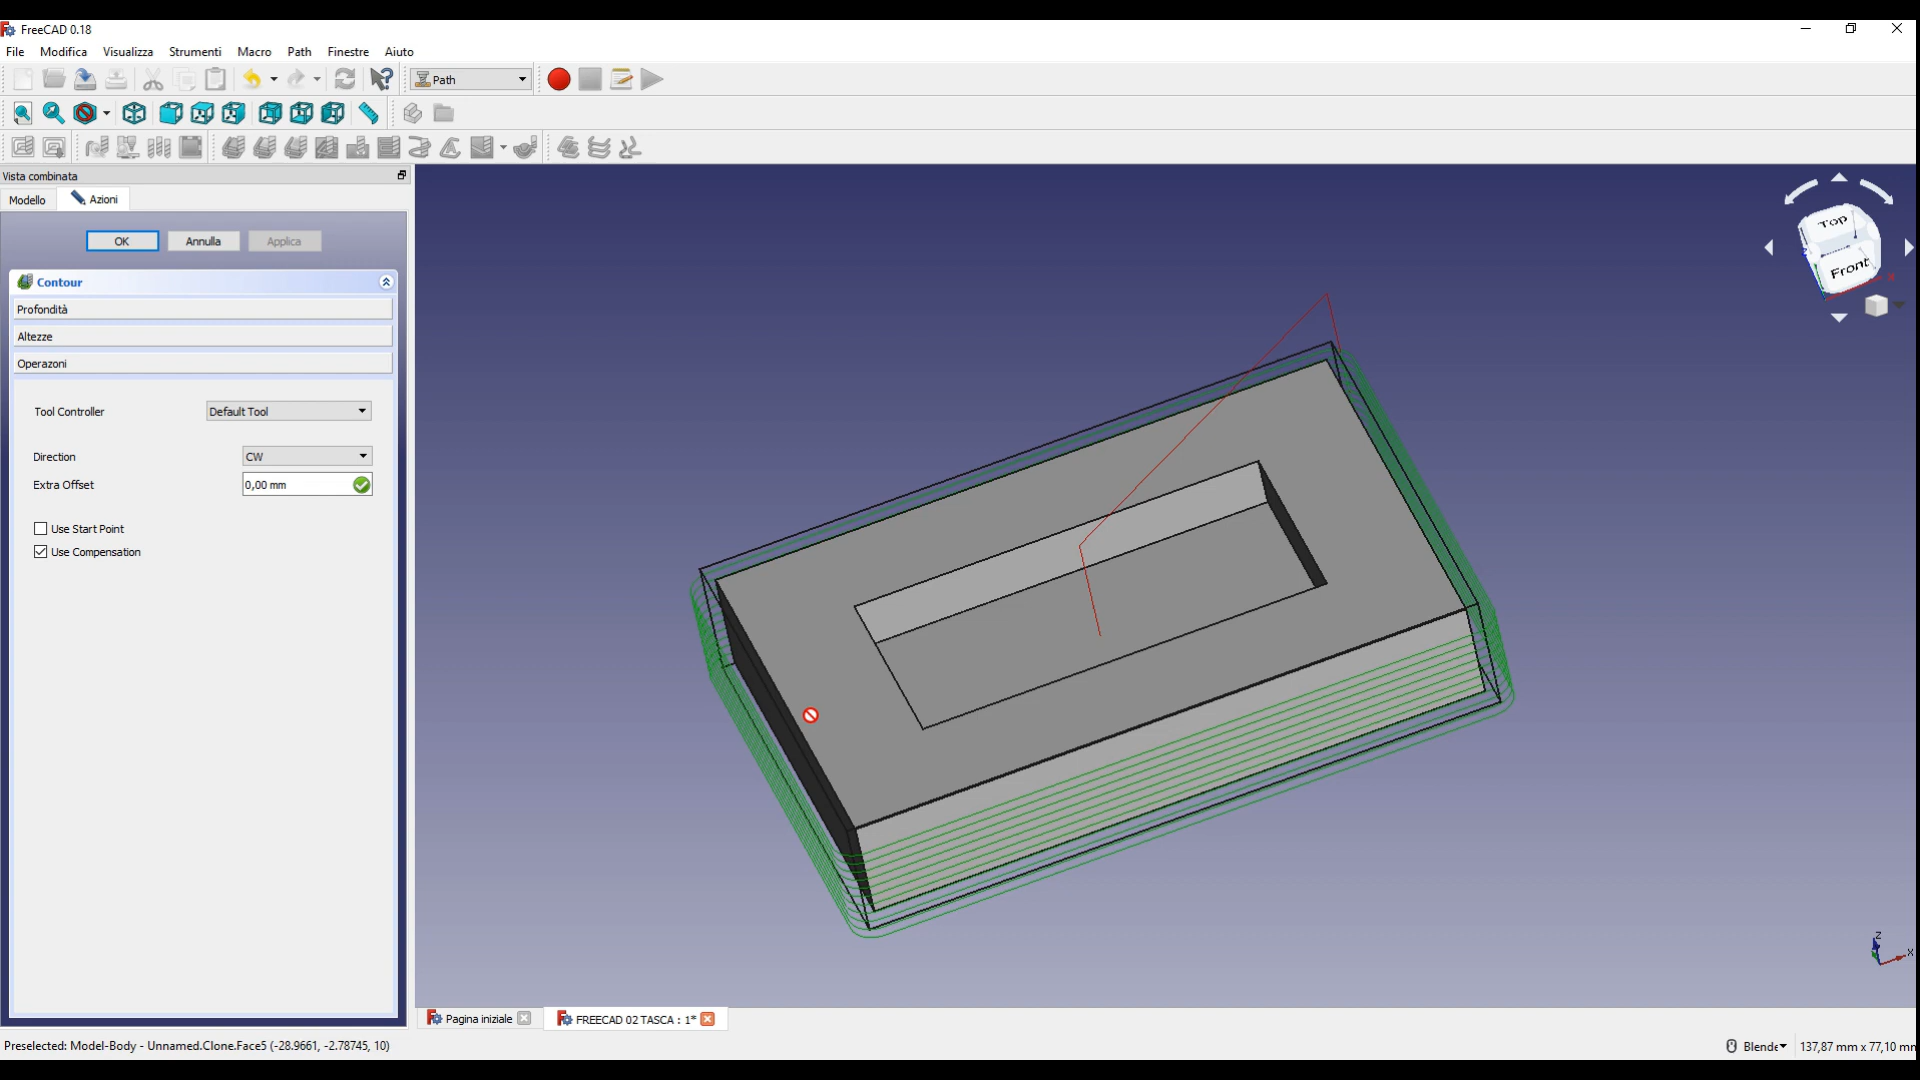 FreeCAD 0.18
File Modifica Visualizza Strumenti Macro Path Finestre Aiuto
Path
Vista combinata
Modello Azioni
OK Annulla Applica
Contour
Profondità
Altezze
Operazoni
Tool Controller Default Tool
Direction CW
Extra Offset 0,00 mm
Use Start Point
Use Compensation
Top
Front
X
Z
X
Pagina iniziale FREECAD 02 TASCA : 1*
Preselected: Model-Body - Unnamed.Clone.Face5 (-28.9661, -2.78745, 10) Blende 137,87 mm x 77,10 mm